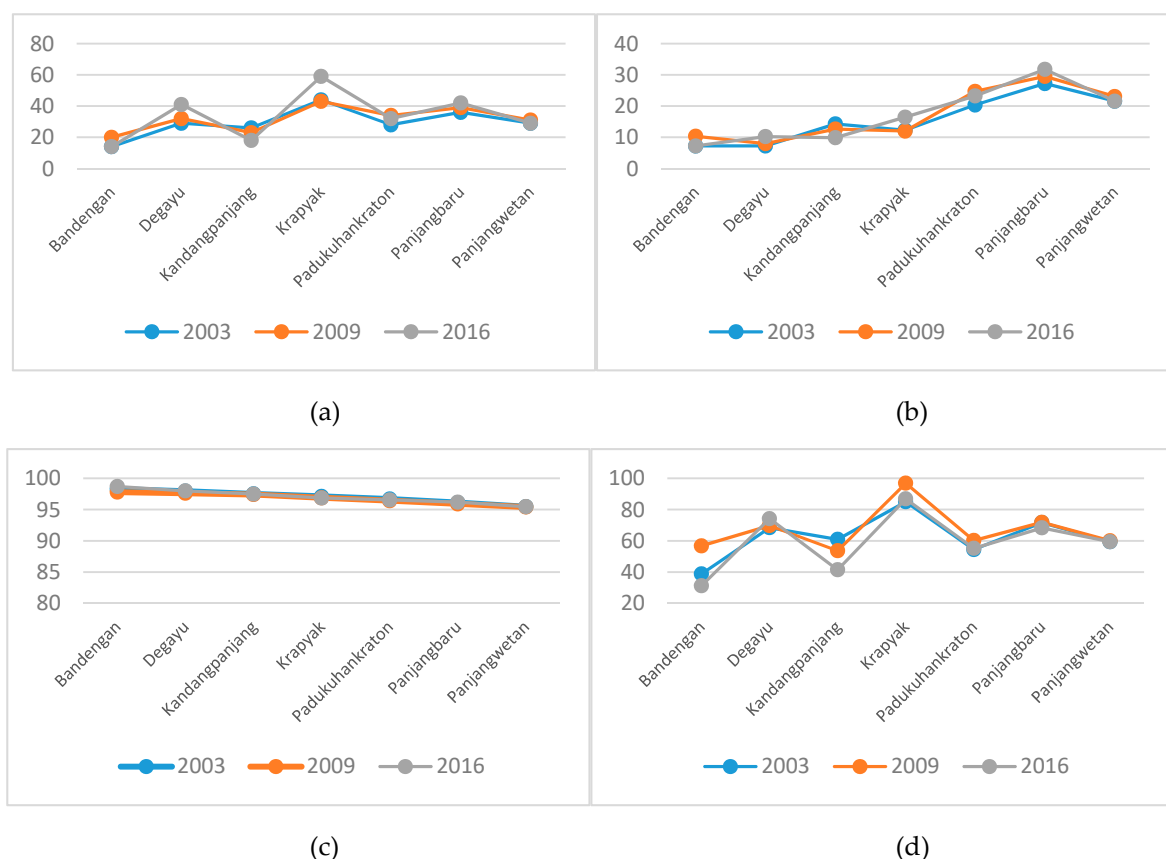 80
60
40
20
0
Bandengan
Degayu
Kandangpanjang
Krapyak
Padukuhankraton
Panjangbaru
Panjangwetan
2003 2009 2016
(a)
40
30
20
10
0
Bandengan
Degayu
Kandangpanjang
Krapyak
Padukuhankraton
Panjangbaru
Panjangwetan
2003 2009 2016
(b)
100
95
90
85
80
Bandengan
Degayu
Kandangpanjang
Krapyak
Padukuhankraton
Panjangbaru
Panjangwetan
2003 2009 2016
(c)
100
80
60
40
20
Bandengan
Degayu
Kandangpanjang
Krapyak
Padukuhankraton
Panjangbaru
Panjangwetan
2003 2009 2016
(d)